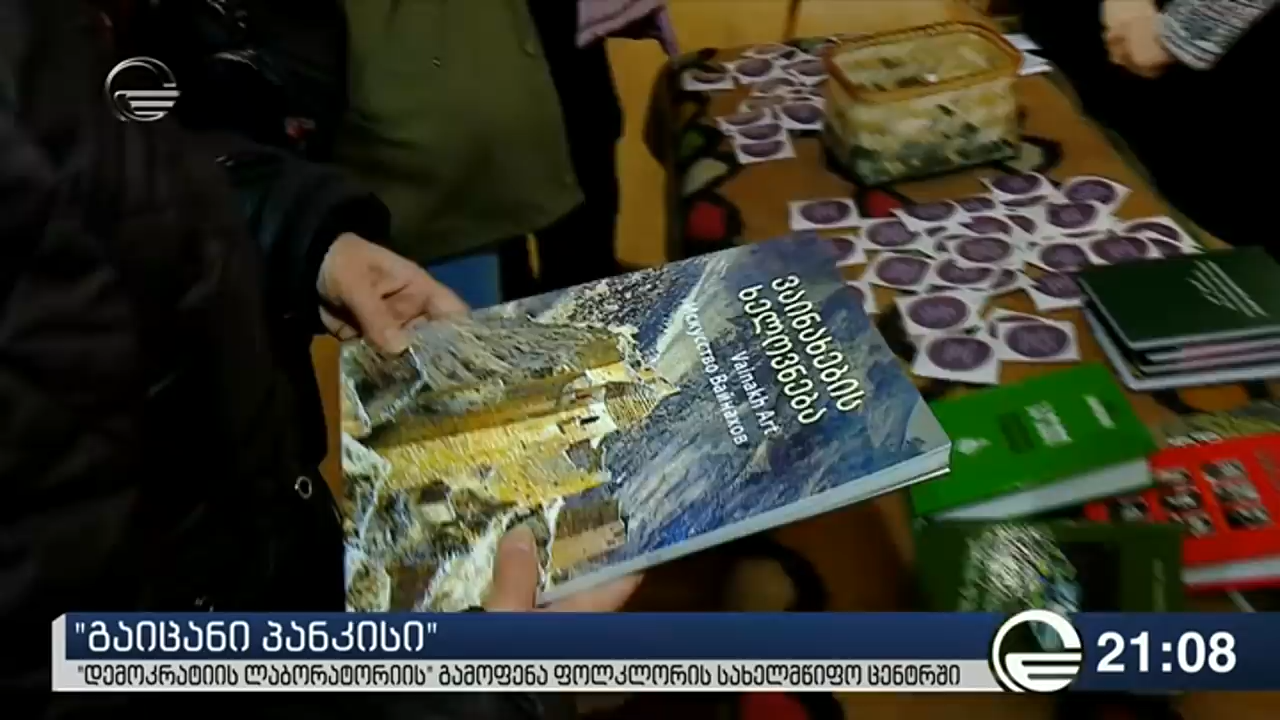 ვაინახების
ხელოვნება
Vainakh Art
Искусство Вайнахов
"გაიცანი პანკისი"
"დემოკრატიის ლაბორატორიის" გამოფენა ფოლკლორის სახელმწიფო ცენტრში
21:08